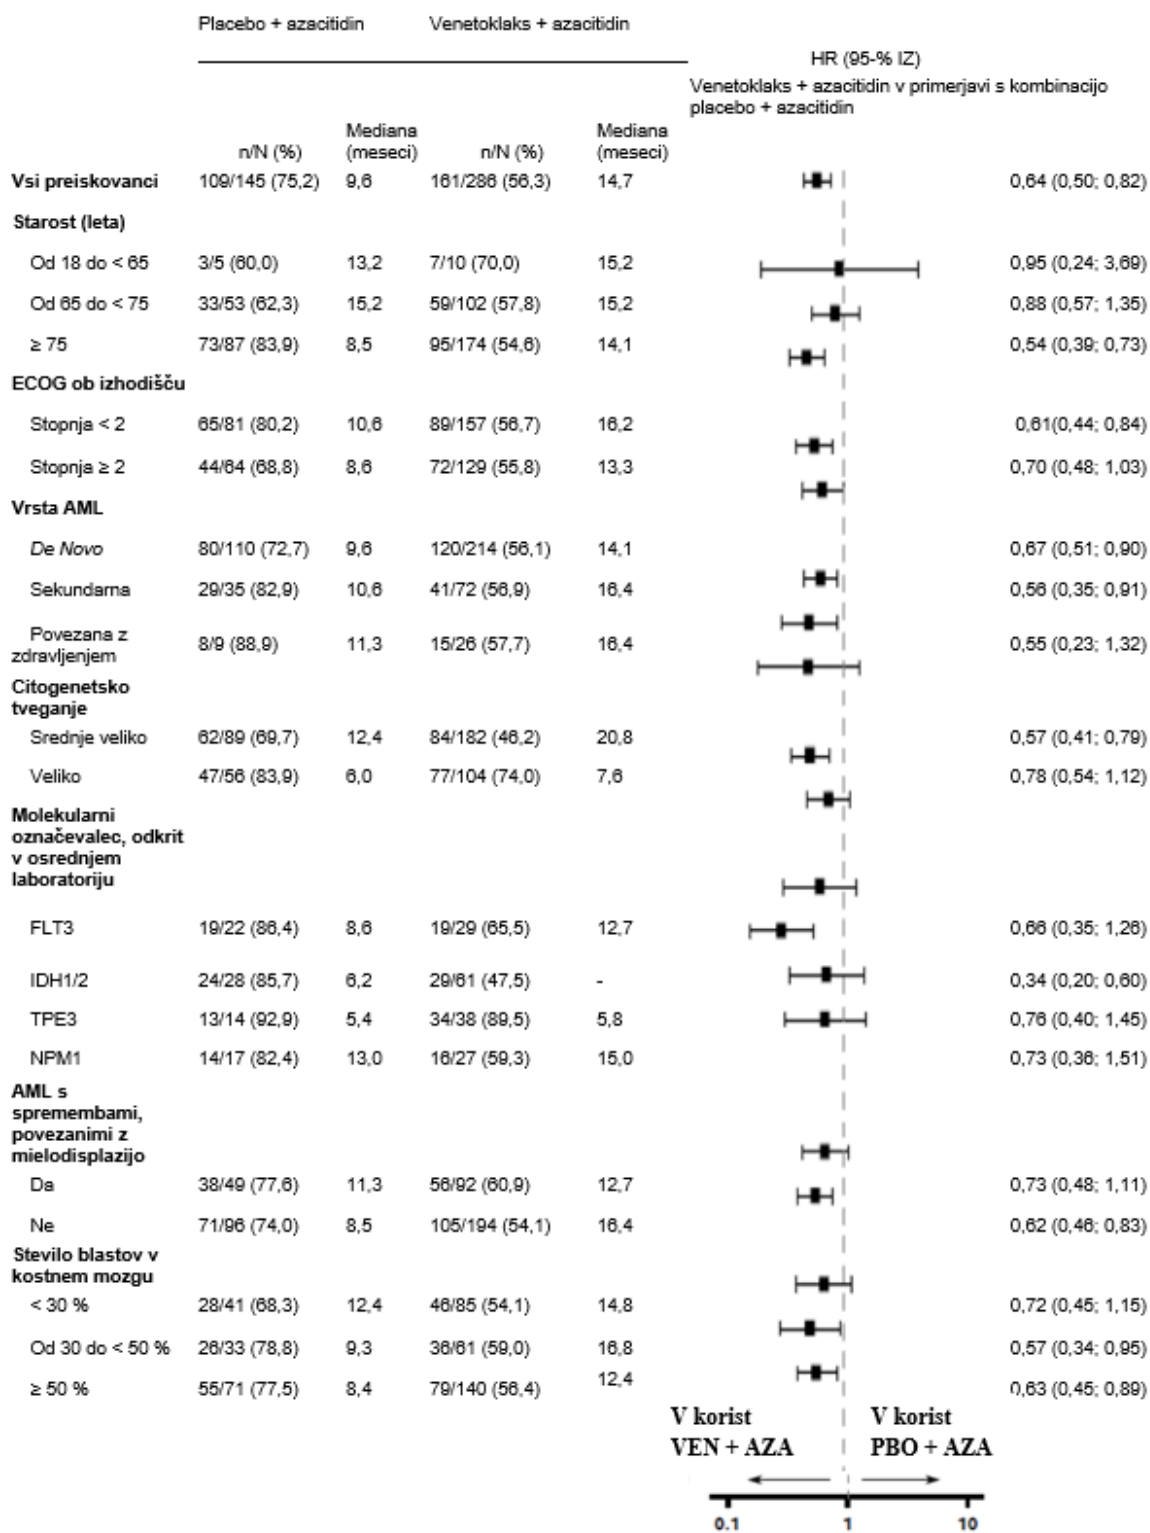 Placebo + azacitidin Venetoklaks + azacitidin
HR (95-% IZ)
Venetoklaks + azacitidin v primerjavi s kombinacijo
placebo + azacitidin
n/N (%) Mediana (meseci) n/N (%) Mediana (meseci)
Vsi preiskovanci 109/145 (75,2) 9,6 161/286 (56,3) 14,7 0,64 (0,50; 0,82)
Starost (leta)
Od 18 do < 65 3/5 (60,0) 13,2 7/10 (70,0) 15,2 0,95 (0,24; 3,69)
Od 65 do < 75 33/53 (62,3) 15,2 59/102 (57,8) 15,2 0,88 (0,57; 1,35)
≥ 75 73/87 (83,9) 8,5 95/174 (54,6) 14,1 0,54 (0,39; 0,73)
ECOG ob izhodišču
Stopnja < 2 65/81 (80,2) 10,6 89/157 (56,7) 16,2 0,61(0,44; 0,84)
Stopnja ≥ 2 44/64 (68,8) 8,6 72/129 (55,8) 13,3 0,70 (0,48; 1,03)
Vrsta AML
De Novo 80/110 (72,7) 9,6 120/214 (56,1) 14,1 0,67 (0,51; 0,90)
Sekundarna 29/35 (82,9) 10,6 41/72 (56,9) 16,4 0,56 (0,35; 0,91)
Povezana z
zdravljenjem 8/9 (88,9) 11,3 15/26 (57,7) 16,4 0,55 (0,23; 1,32)
Citogenetsko
tveganje
Srednje veliko 62/89 (69,7) 12,4 84/182 (46,2) 20,8 0,57 (0,41; 0,79)
Veliko 47/56 (83,9) 6,0 77/104 (74,0) 7,6 0,78 (0,54; 1,12)
Molekularni
označevalec, odkrit
v osrednjem
laboratoriju
FLT3 19/22 (86,4) 8,6 19/29 (65,5) 12,7 0,66 (0,35; 1,26)
IDH1/2 24/28 (85,7) 6,2 29/61 (47,5) - 0,34 (0,20; 0,60)
TPE3 13/14 (92,9) 5,4 34/38 (89,5) 5,8 0,76 (0,40; 1,45)
NPM1 14/17 (82,4) 13,0 16/27 (59,3) 15,0 0,73 (0,36; 1,51)
AML s
spremembami,
povezanimi z
mielodisplazijo
Da 38/49 (77,6) 11,3 56/92 (60,9) 12,7 0,73 (0,48; 1,11)
Ne 71/96 (74,0) 8,5 105/194 (54,1) 16,4 0,62 (0,46; 0,83)
Stevilo blastov v
kostnem mozgu
< 30 % 28/41 (68,3) 12,4 46/85 (54,1) 14,8 0,72 (0,45; 1,15)
Od 30 do < 50 % 26/33 (78,8) 9,3 36/61 (59,0) 16,8 0,57 (0,34; 0,95)
≥ 50 % 55/71 (77,5) 8,4 79/140 (56,4) 12,4 0,63 (0,45; 0,89)
V korist V korist
VEN + AZA PBO + AZA
0.1 1 10